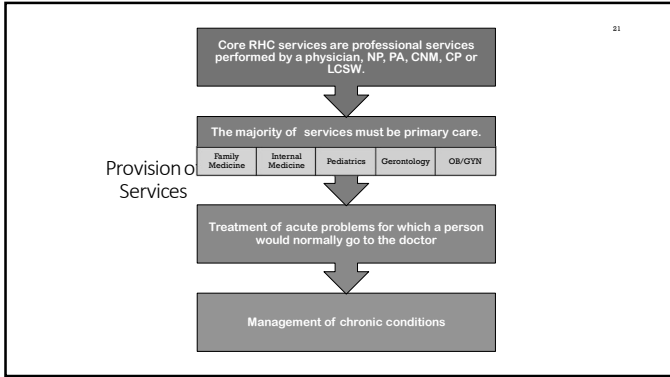 21
Core RHC services are professional services
performed by a physician, NP, PA, CNM, CP or
LCSW.
The majority of services must be primary care.
Family
Medicine
Internal
Medicine
Pediatrics
Gerontology
OB/GYN
Provision o
Services
Treatment of acute problems for which a person
would normally go to the doctor
Management of chronic conditions